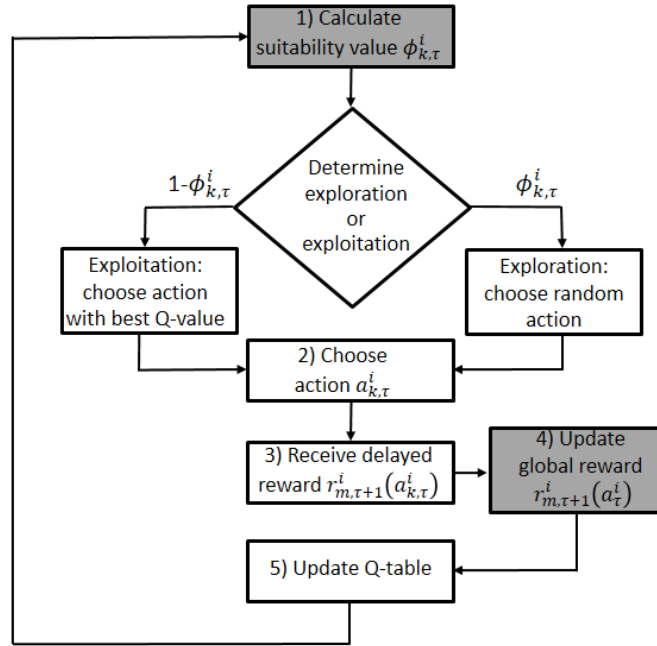 1) Calculate
suitability value ϕ^i_{k,τ}
Determine
exploration
or
exploitation
1-ϕ^i_{k,τ}
ϕ^i_{k,τ}
Exploitation:
choose action
with best Q-value
Exploration:
choose random
action
2) Choose
action a^i_{k,τ}
3) Receive delayed
reward r^i_{m,τ+1}(a^i_{k,τ})
4) Update
global reward
r^i_{m,τ+1}(a^i_τ)
5) Update Q-table